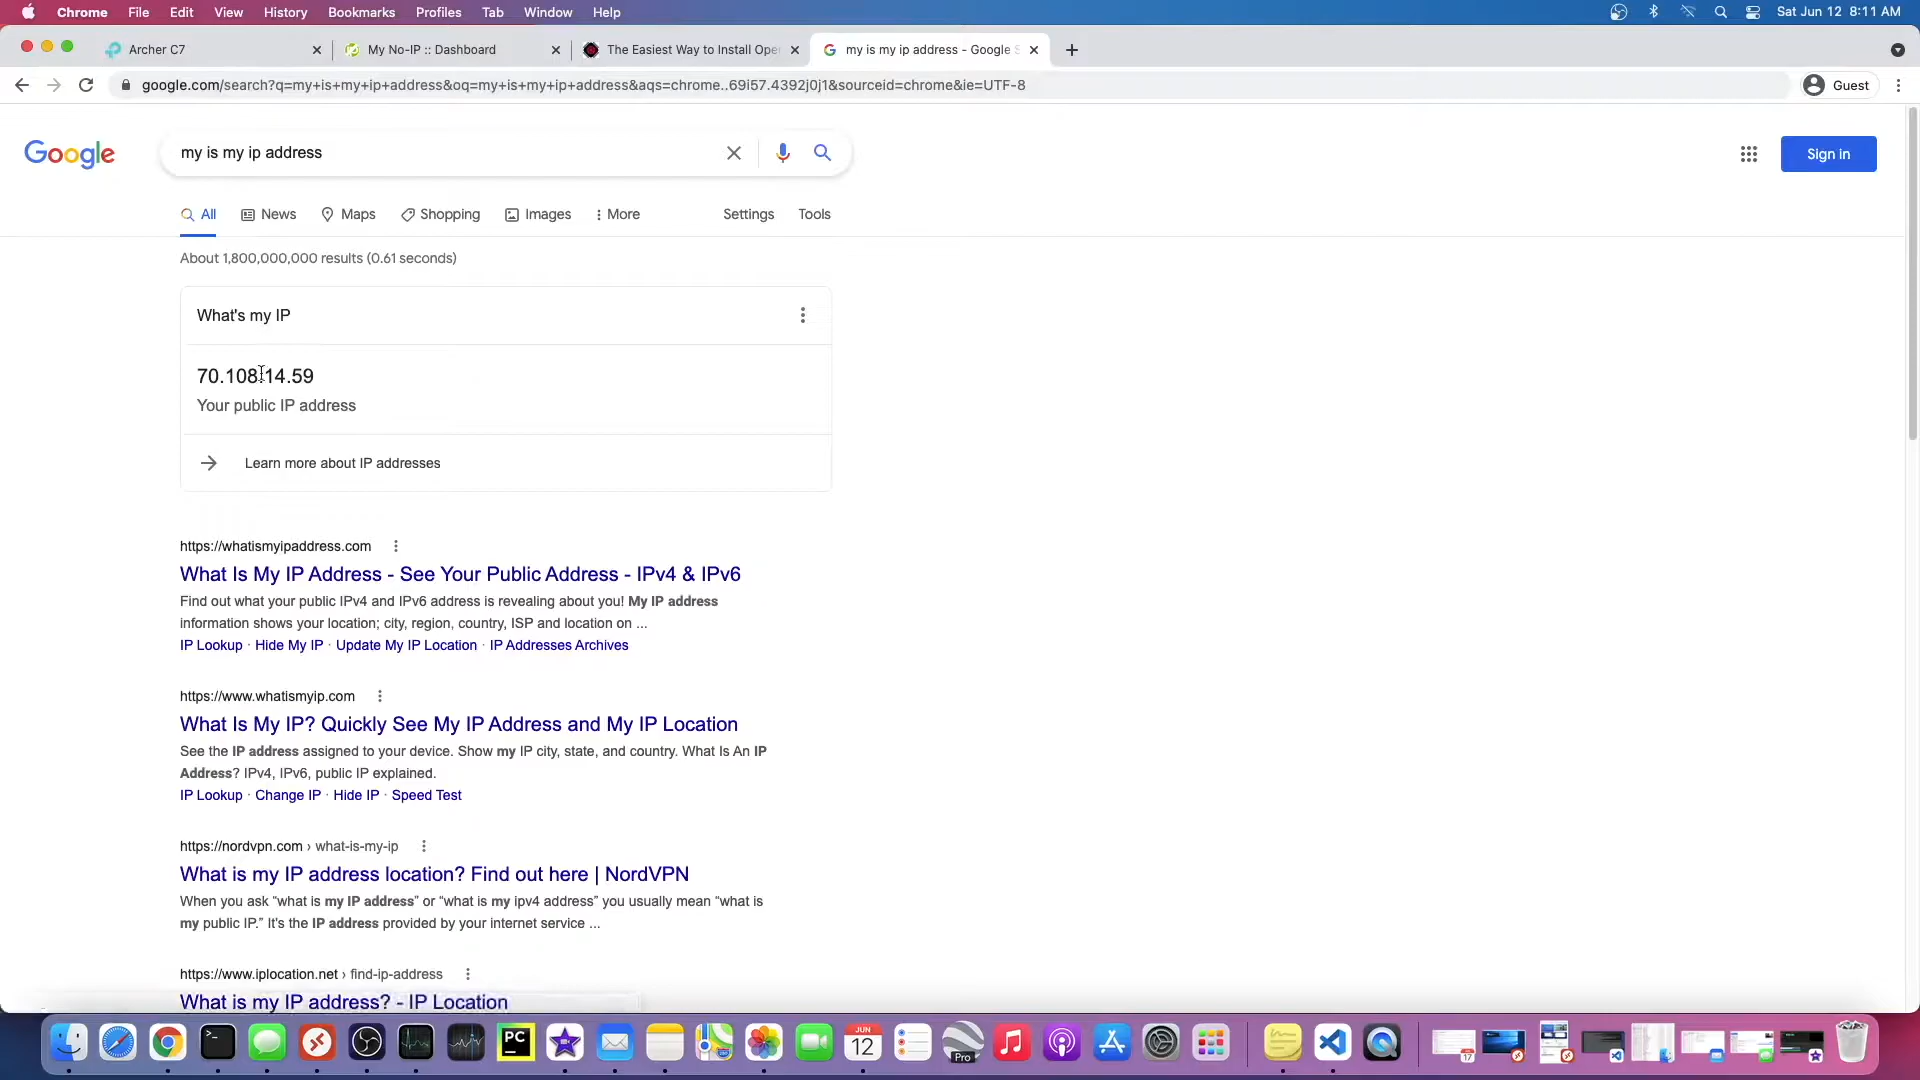 Chrome File Edit View History Bookmarks Profiles Tab Window Help Sat Jun 12 8:11 AM
Archer C7 My No-IP :: Dashboard The Easiest Way to Install Ope my is my ip address - Google S
google.com/search?q=my+is+my+ip+address&oq=my+is+my+ip+address&aqs=chrome..69i57.4392j0j1&sourceid=chrome&ie=UTF-8 Guest
Google my is my ip address Sign in
All News Maps Shopping Images More Settings Tools
About 1,800,000,000 results (0.61 seconds)
What's my IP
70.108.14.59
Your public IP address
Learn more about IP addresses
https://whatismyipaddress.com
What Is My IP Address - See Your Public Address - IPv4 & IPv6
Find out what your public IPv4 and IPv6 address is revealing about you! My IP address
information shows your location; city, region, country, ISP and location on ...
IP Lookup · Hide My IP · Update My IP Location · IP Addresses Archives
https://www.whatismyip.com
What Is My IP? Quickly See My IP Address and My IP Location
See the IP address assigned to your device. Show my IP city, state, and country. What Is An IP
Address? IPv4, IPv6, public IP explained.
IP Lookup · Change IP · Hide IP · Speed Test
https://nordvpn.com › what-is-my-ip
What is my IP address location? Find out here | NordVPN
When you ask “what is my IP address” or “what is my ipv4 address” you usually mean “what is
my public IP.” It's the IP address provided by your internet service ...
https://www.iplocation.net › find-ip-address
What is my IP address? - IP Location
PC JUN 12 Pro 17